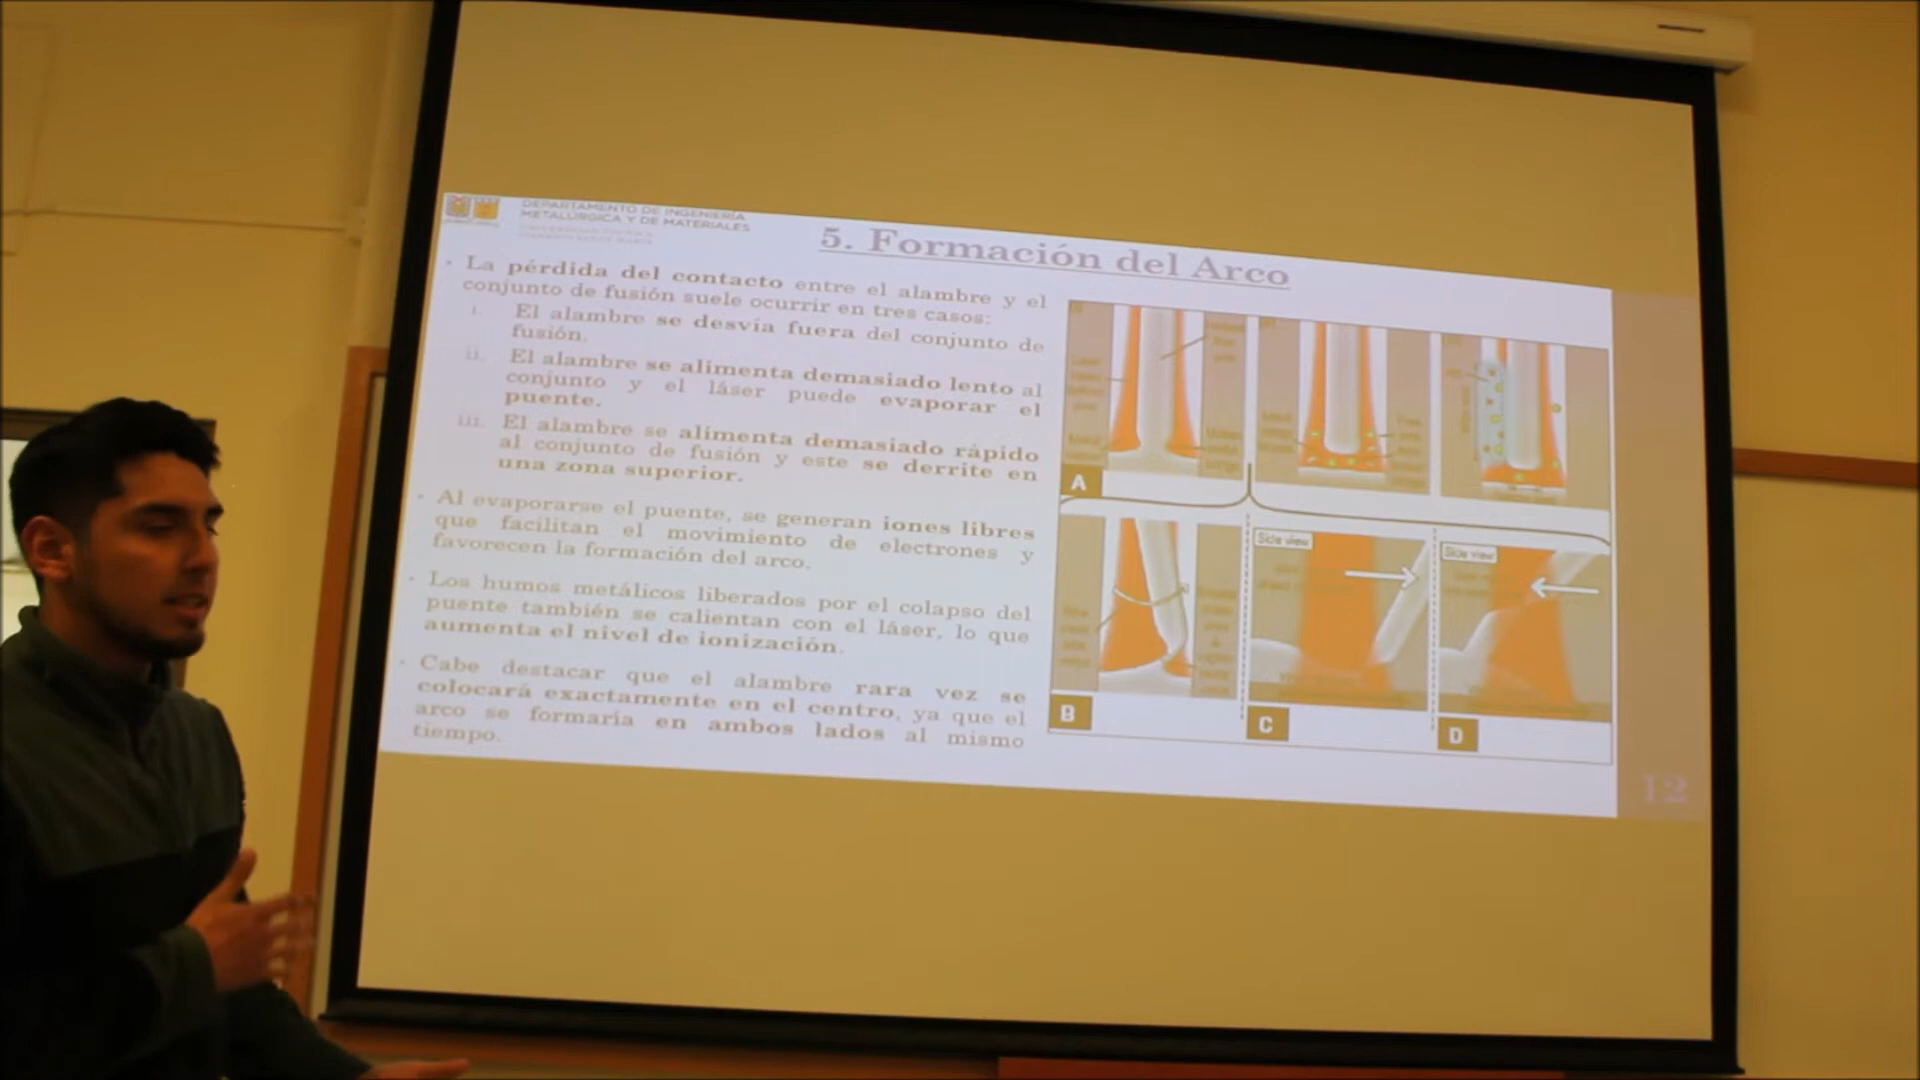 DEPARTAMENTO DE INGENIERÍA
METALÚRGICA Y DE MATERIALES
5. Formación del Arco
• La pérdida del contacto entre el alambre y el
conjunto de fusión suele ocurrir en tres casos:
i. El alambre se desvía fuera del conjunto de
fusión.
ii. El alambre se alimenta demasiado lento al
conjunto y el láser puede evaporar el
puente.
iii. El alambre se alimenta demasiado rápido
al conjunto de fusión y este se derrite en
una zona superior.
• Al evaporarse el puente, se generan iones libres
que facilitan el movimiento de electrones y
favorecen la formación del arco.
• Los humos metálicos liberados por el colapso del
puente también se calientan con el láser, lo que
aumenta el nivel de ionización.
• Cabe destacar que el alambre rara vez se
colocará exactamente en el centro, ya que el
arco se formaría en ambos lados al mismo
tiempo.
A
Side view
Side view
B
C
D
12